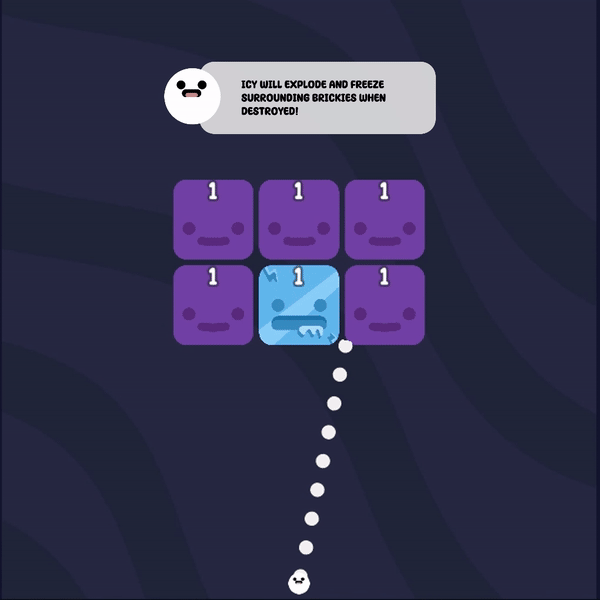 ICY WILL EXPLODE AND FREEZE
SURROUNDING BRICKIES WHEN
DESTROYED!
1 1 1
1 1 1